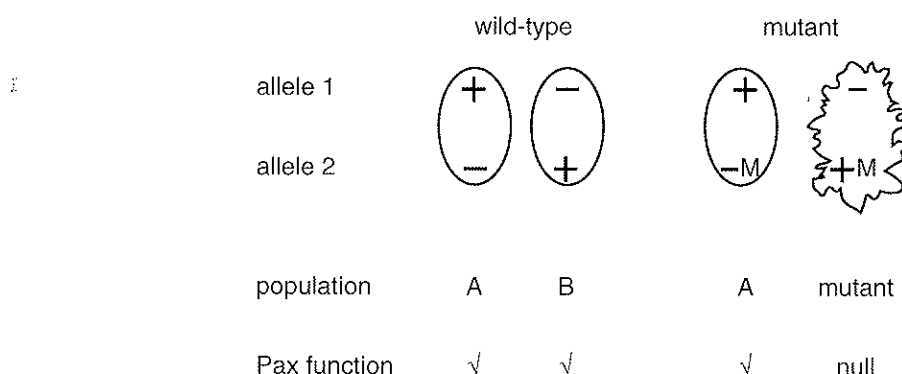 wild-type mutant
allele 1 + − + −
allele 2 − + −M +M
population A B A mutant
Pax function √ √ √ null